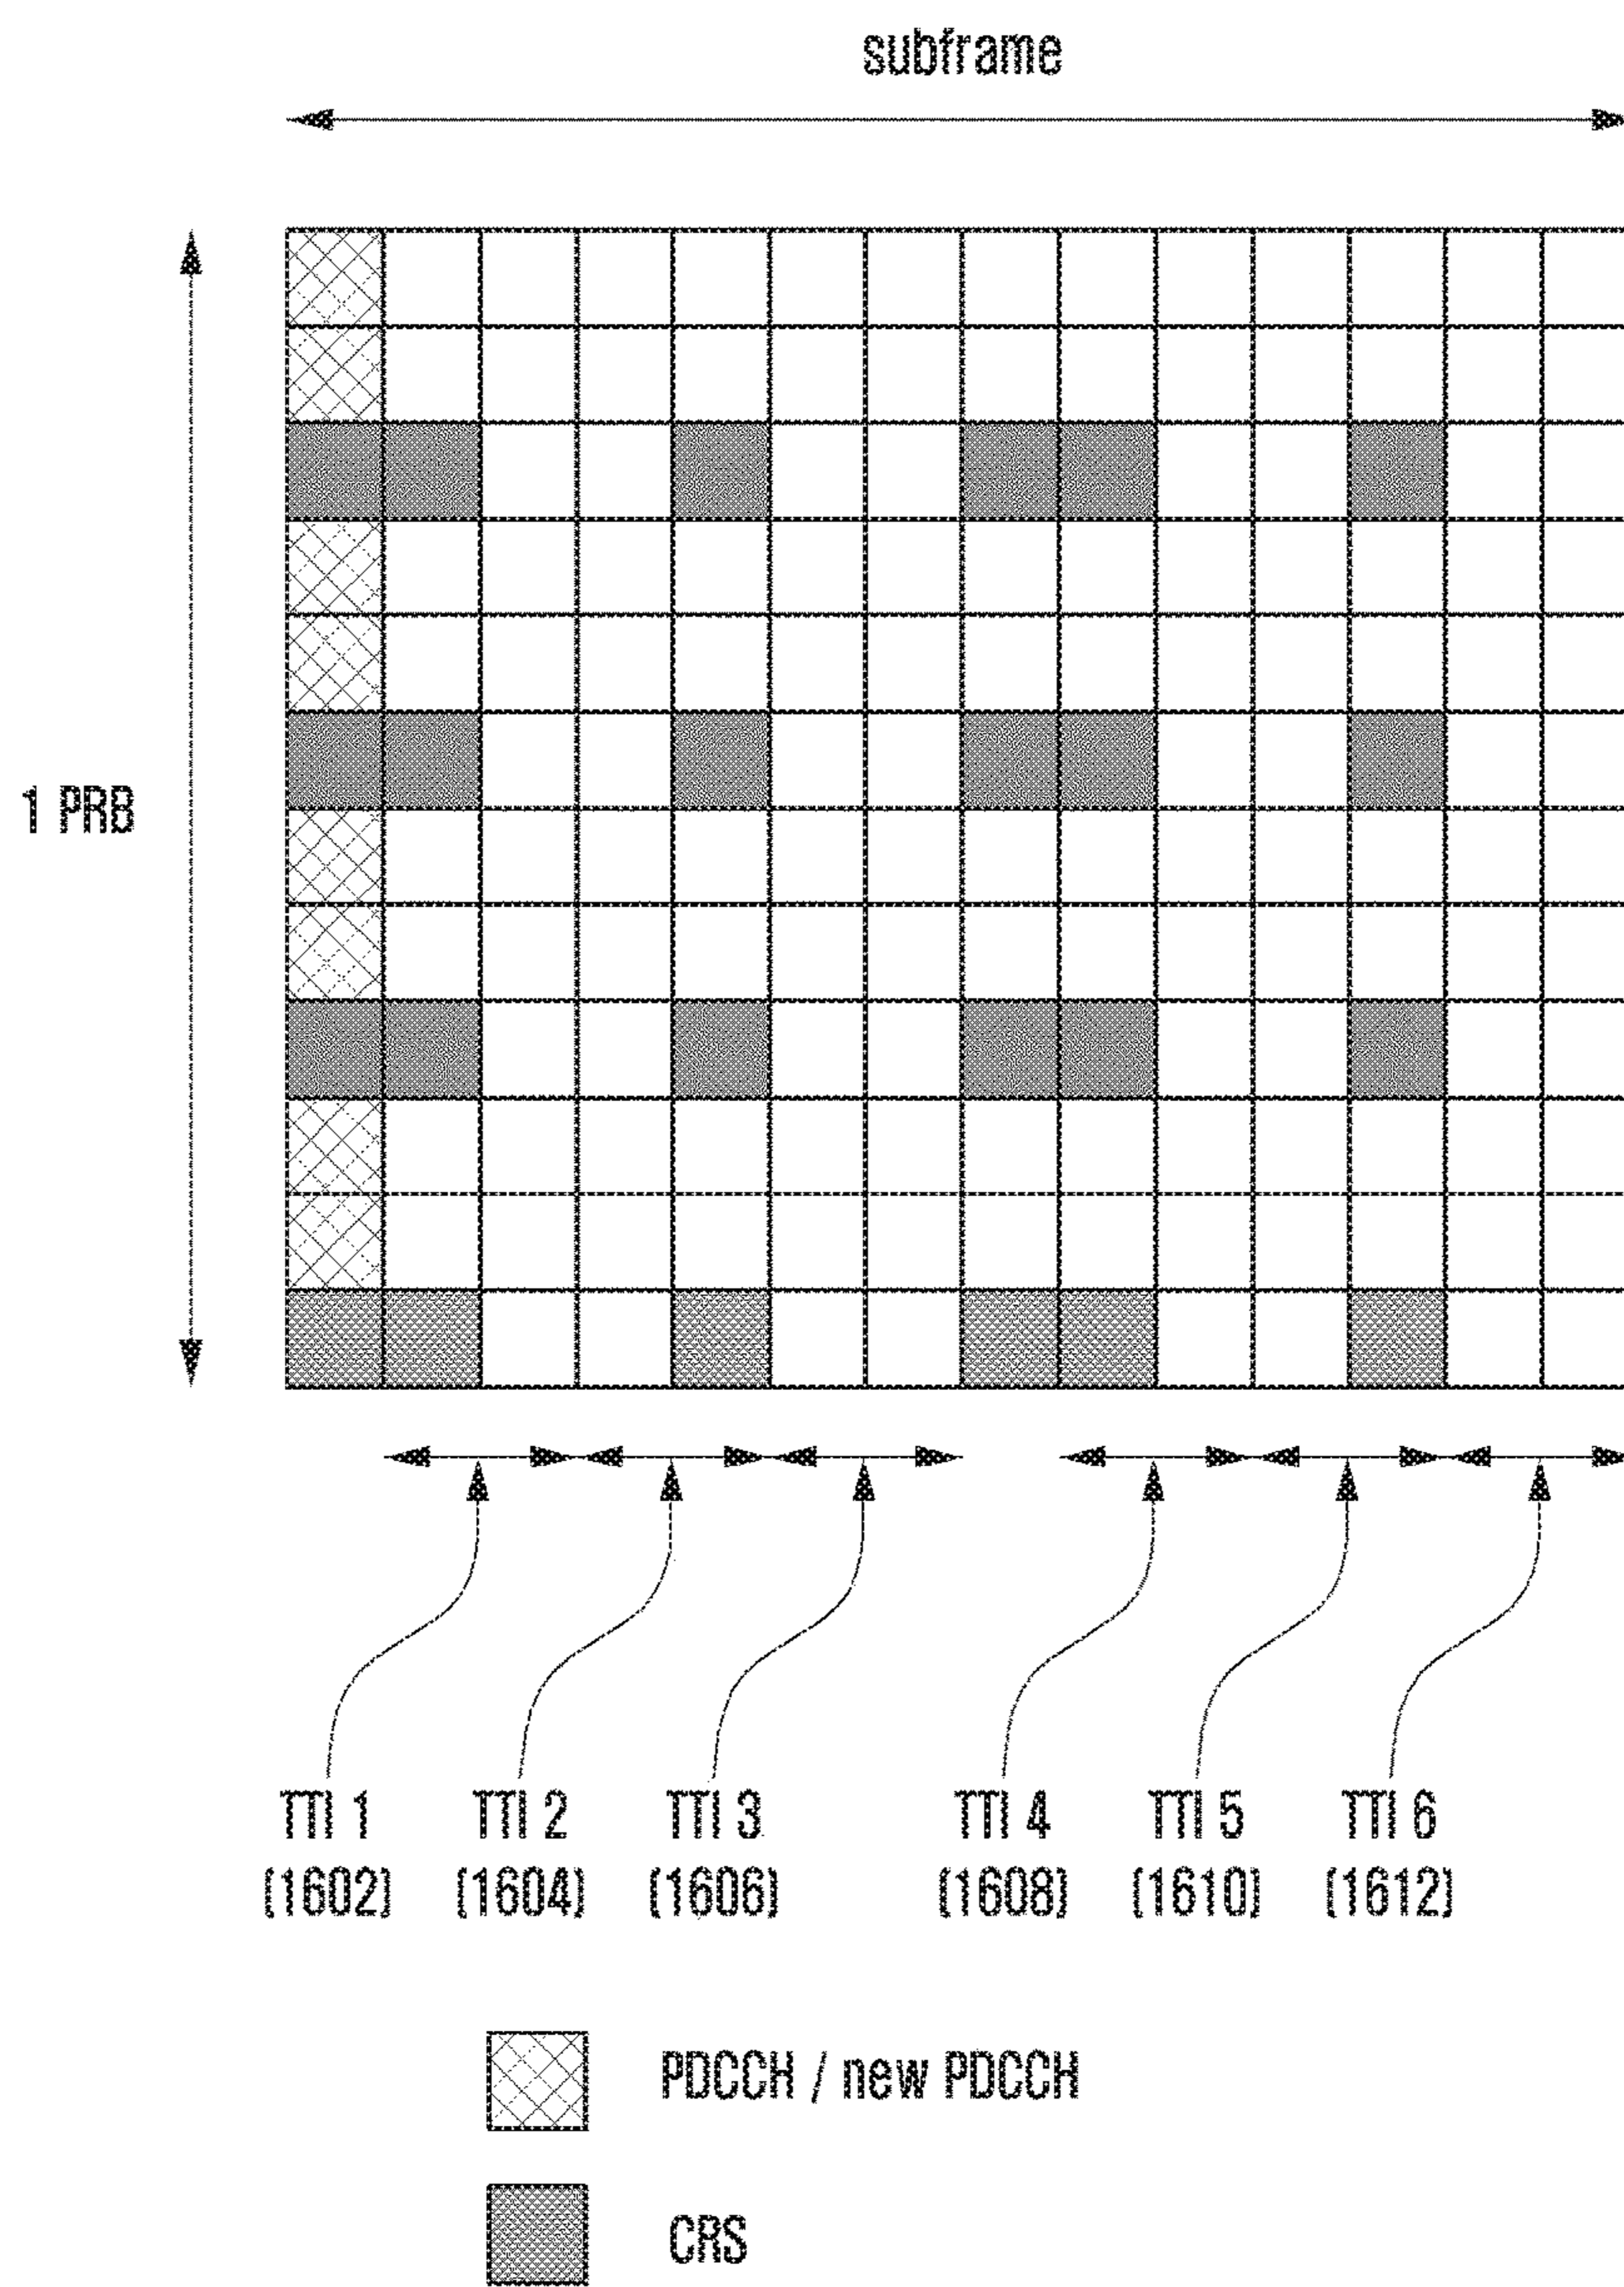 subframe
1 PRB
TTI 1 TTI 2 TTI 3 TTI 4 TTI 5 TTI 6
(1602) (1604) (1606) (1608) (1610) (1612)
PDCCH / new PDCCH
CRS